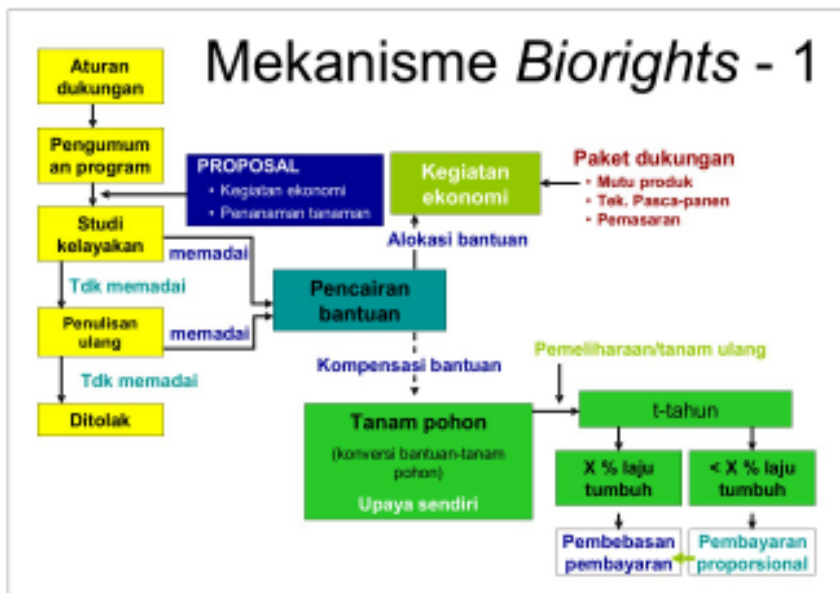 Mekanisme Biorights - 1
Aturan
dukungan
Pengumum
an program
PROPOSAL
• Kegiatan ekonomi
• Penanaman tanaman
Kegiatan
ekonomi
Paket dukungan
• Mutu produk
• Tek. Pasca-panen
• Pemasaran
Studi
kelayakan
memadai
Alokasi bantuan
Tdk memadai
Pencairan
bantuan
Penulisan
ulang
memadai
Tdk memadai
Kompensasi bantuan
Pemeliharaan/tanam ulang
Ditolak
Tanam pohon
(konversi bantuan-tanam
pohon)
Upaya sendiri
t-tahun
X % laju
tumbuh
< X % laju
tumbuh
Pembebasan
pembayaran
Pembayaran
proporsional